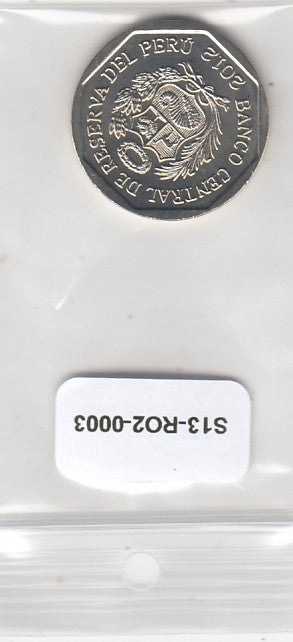 BANCO CENTRAL DE RESERVA DEL PERÚ 2012
S13-RO2-0003